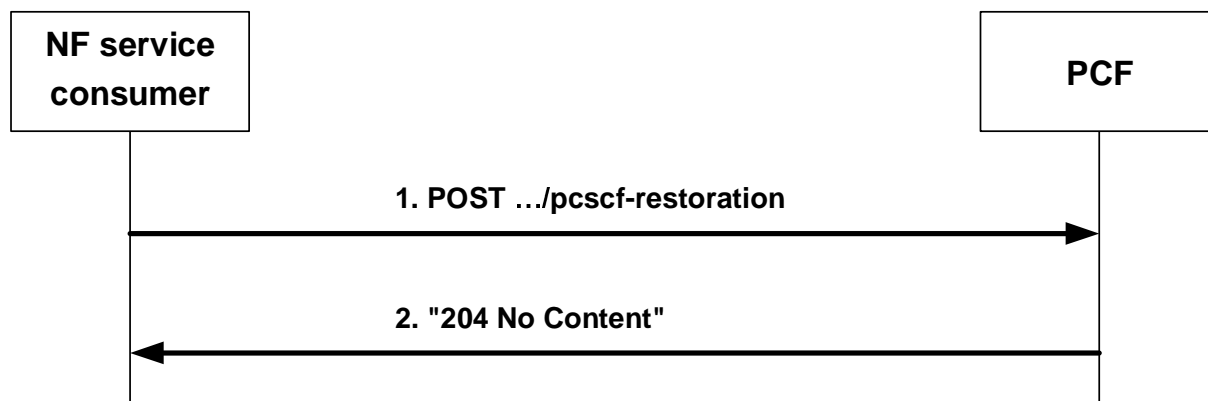 NF service
consumer
PCF
1. POST …/pcscf-restoration
2. "204 No Content"